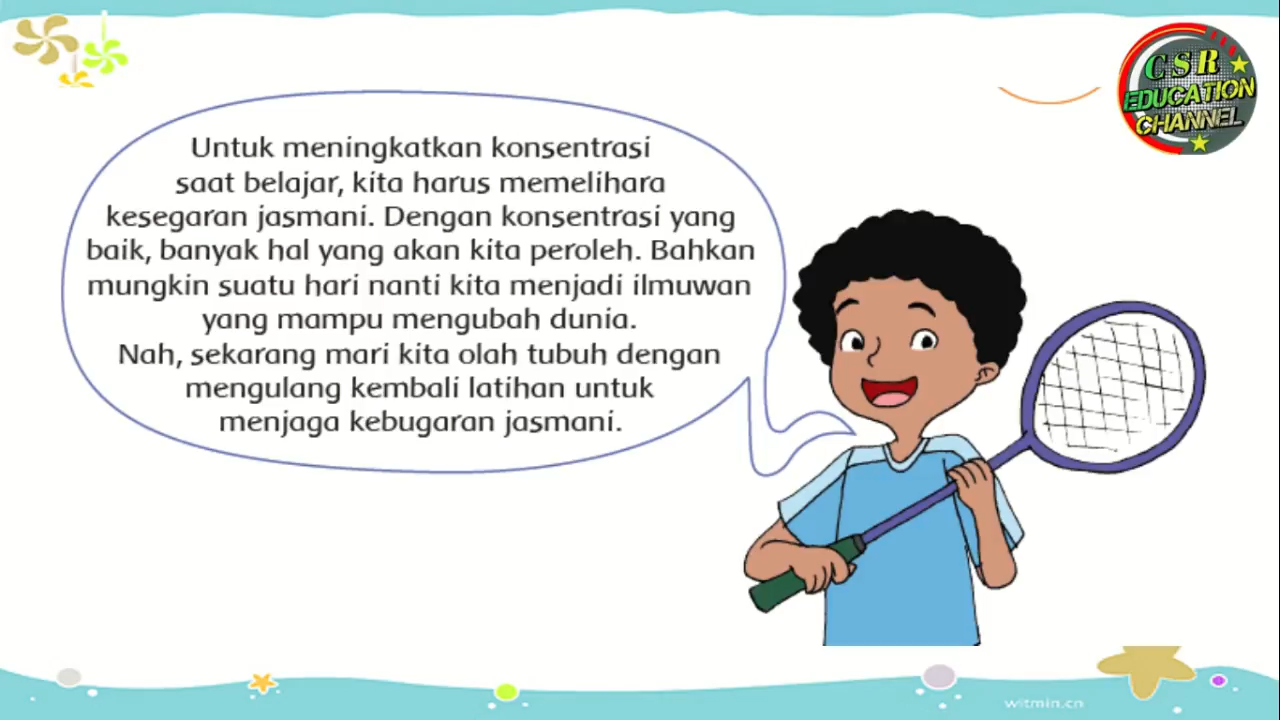 CSR
EDUCATION
CHANNEL
Untuk meningkatkan konsentrasi
saat belajar, kita harus memelihara
kesegaran jasmani. Dengan konsentrasi yang
baik, banyak hal yang akan kita peroleh. Bahkan
mungkin suatu hari nanti kita menjadi ilmuwan
yang mampu mengubah dunia.
Nah, sekarang mari kita olah tubuh dengan
mengulang kembali latihan untuk
menjaga kebugaran jasmani.
witmin.cn